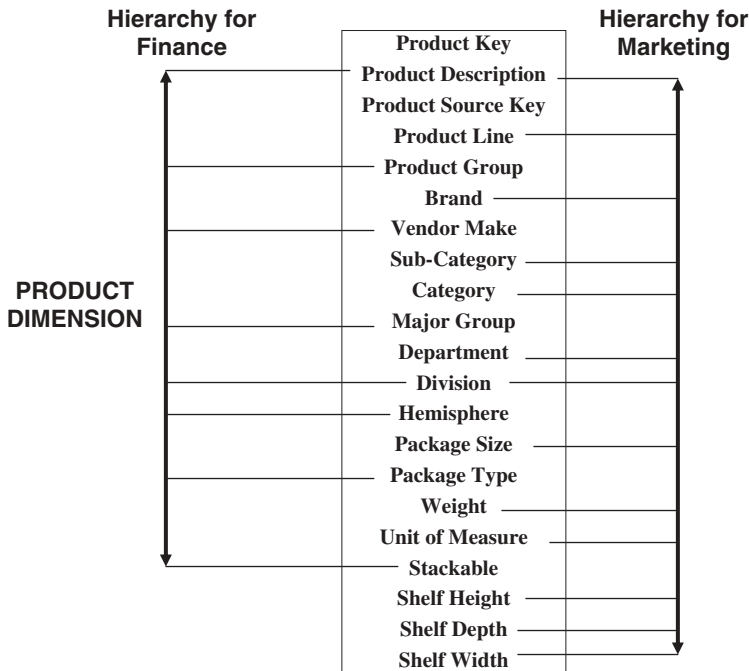 Hierarchy for
Finance
Hierarchy for
Marketing
PRODUCT
DIMENSION
Product Key
Product Description
Product Source Key
Product Line
Product Group
Brand
Vendor Make
Sub-Category
Category
Major Group
Department
Division
Hemisphere
Package Size
Package Type
Weight
Unit of Measure
Stackable
Shelf Height
Shelf Depth
Shelf Width